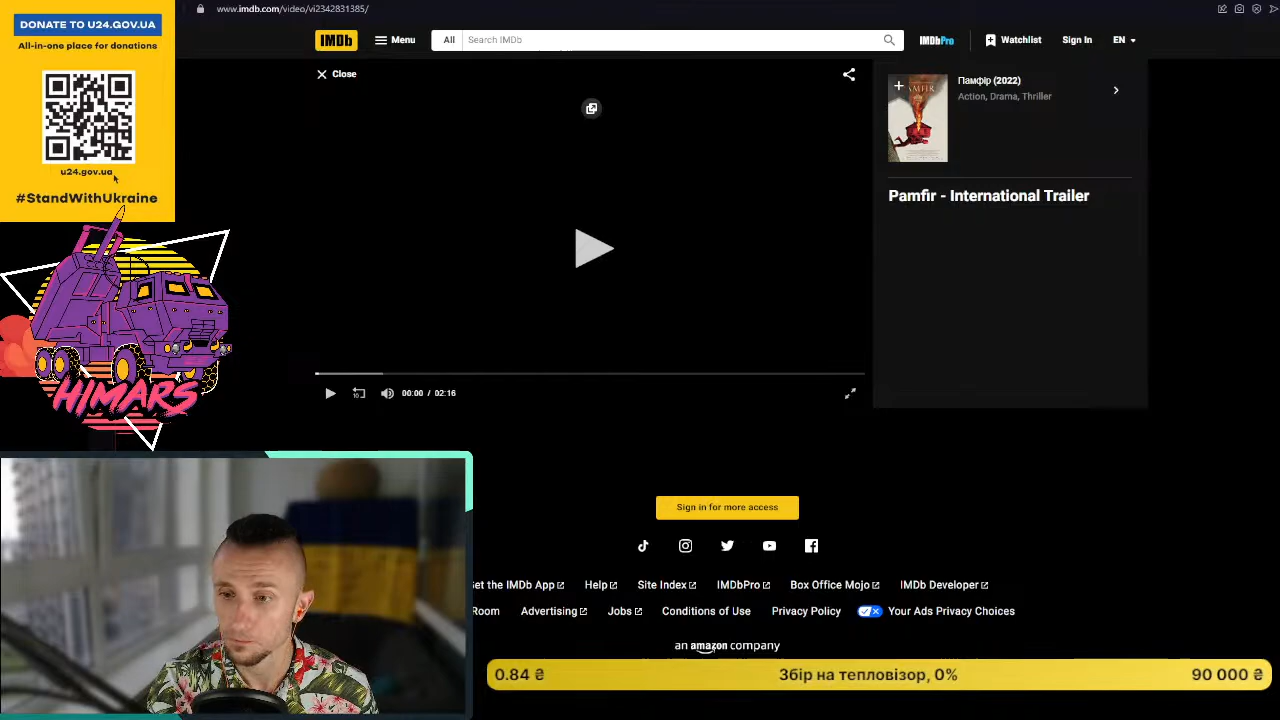 DONATE TO U24.GOV.UA
All-in-one place for donations
u24.gov.ua
#StandWithUkraine
HIMARS
www.imdb.com/video/vi2342831385/
IMDb
Menu
All
Search IMDb
IMDbPro
Watchlist
Sign In
EN
Close
Памфір (2022)
Action, Drama, Thriller
Pamfir - International Trailer
10
00:00 / 02:16
Sign in for more access
et the IMDb App
Help
Site Index
IMDbPro
Box Office Mojo
IMDb Developer
Room
Advertising
Jobs
Conditions of Use
Privacy Policy
Your Ads Privacy Choices
an amazon company
0.84 ₴
Збір на тепловізор, 0%
90 000 ₴